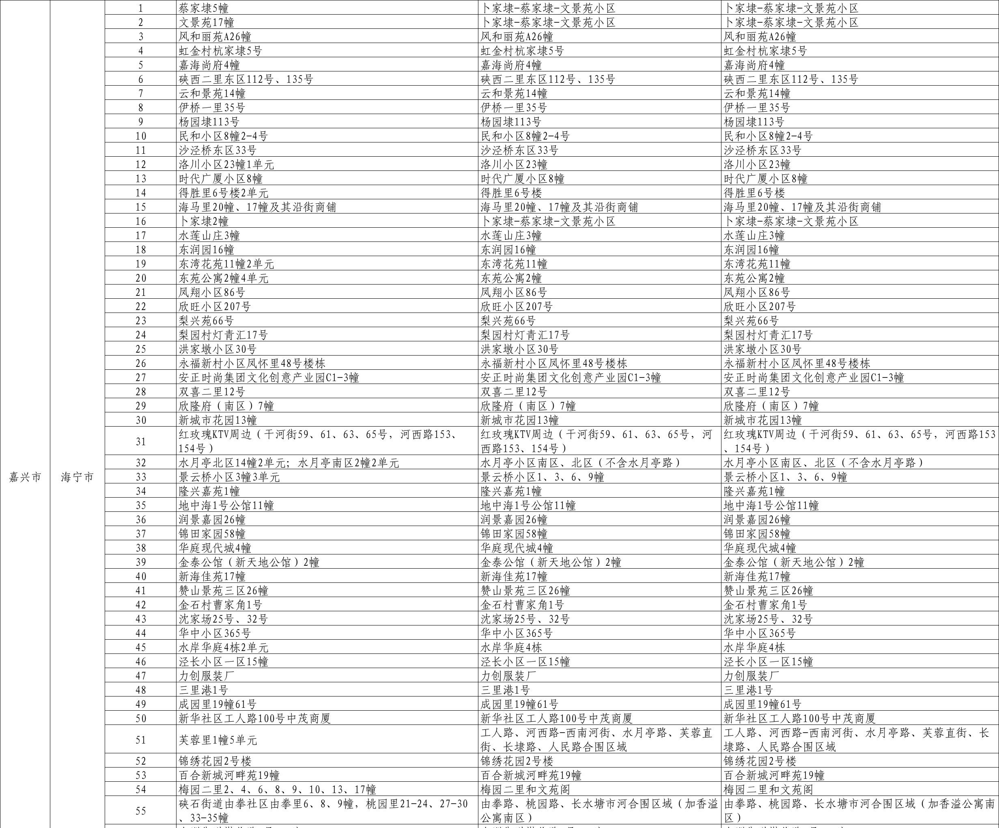 1 蔡家埭5幢 卜家埭-蔡家埭-文景苑小区 卜家埭-蔡家埭-文景苑小区
2 文景苑17幢 卜家埭-蔡家埭-文景苑小区 卜家埭-蔡家埭-文景苑小区
3 风和丽苑A26幢 风和丽苑A26幢 风和丽苑A26幢
4 虹金村杭家埭5号 虹金村杭家埭5号 虹金村杭家埭5号
5 嘉海尚府4幢 嘉海尚府4幢 嘉海尚府4幢
6 硖西二里东区112号、135号 硖西二里东区112号、135号 硖西二里东区112号、135号
7 云和景苑14幢 云和景苑14幢 云和景苑14幢
8 伊桥一里35号 伊桥一里35号 伊桥一里35号
9 杨园埭113号 杨园埭113号 杨园埭113号
10 民和小区8幢2-4号 民和小区8幢2-4号 民和小区8幢2-4号
11 沙泾桥东区33号 沙泾桥东区33号 沙泾桥东区33号
12 洛川小区23幢1单元 洛川小区23幢 洛川小区23幢
13 时代广厦小区8幢 时代广厦小区8幢 时代广厦小区8幢
14 得胜里6号楼2单元 得胜里6号楼 得胜里6号楼
15 海马里20幢、17幢及其沿街商铺 海马里20幢、17幢及其沿街商铺 海马里20幢、17幢及其沿街商铺
16 卜家埭2幢 卜家埭-蔡家埭-文景苑小区 卜家埭-蔡家埭-文景苑小区
17 水莲山庄3幢 水莲山庄3幢 水莲山庄3幢
18 东润园16幢 东润园16幢 东润园16幢
19 东湾花苑11幢2单元 东湾花苑11幢 东湾花苑11幢
20 东苑公寓2幢4单元 东苑公寓2幢 东苑公寓2幢
21 凤翔小区86号 凤翔小区86号 凤翔小区86号
22 欣旺小区207号 欣旺小区207号 欣旺小区207号
23 梨兴苑66号 梨兴苑66号 梨兴苑66号
24 梨园村灯青汇17号 梨园村灯青汇17号 梨园村灯青汇17号
25 洪家墩小区30号 洪家墩小区30号 洪家墩小区30号
26 永福新村小区凤怀里48号楼栋 永福新村小区凤怀里48号楼栋 永福新村小区凤怀里48号楼栋
27 安正时尚集团文化创意产业园C1-3幢 安正时尚集团文化创意产业园C1-3幢 安正时尚集团文化创意产业园C1-3幢
28 双喜二里12号 双喜二里12号 双喜二里12号
29 欣隆府（南区）7幢 欣隆府（南区）7幢 欣隆府（南区）7幢
30 新城市花园13幢 新城市花园13幢 新城市花园13幢
红玫瑰KTV周边（干河街59、61、63、65号，河西路153、 红玫瑰KTV周边（干河街59、61、63、65号，河 红玫瑰KTV周边（干河街59、61、63、65号，河西路153
31 154号） 西路153、154号） 、154号）
32 水月亭北区14幢2单元；水月亭南区2幢2单元 水月亭小区南区、北区（不含水月亭路） 水月亭小区南区、北区（不含水月亭路）
嘉兴市 海宁市 33 景云桥小区3幢3单元 景云桥小区1、3、6、9幢 景云桥小区1、3、6、9幢
34 隆兴嘉苑1幢 隆兴嘉苑1幢 隆兴嘉苑1幢
35 地中海1号公馆11幢 地中海1号公馆11幢 地中海1号公馆11幢
36 润景嘉园26幢 润景嘉园26幢 润景嘉园26幢
37 锦田家园58幢 锦田家园58幢 锦田家园58幢
38 华庭现代城4幢 华庭现代城4幢 华庭现代城4幢
39 金泰公馆（新天地公馆）2幢 金泰公馆（新天地公馆）2幢 金泰公馆（新天地公馆）2幢
40 新海佳苑17幢 新海佳苑17幢 新海佳苑17幢
41 赞山景苑三区26幢 赞山景苑三区26幢 赞山景苑三区26幢
42 金石村曹家角1号 金石村曹家角1号 金石村曹家角1号
43 沈家场25号、32号 沈家场25号、32号 沈家场25号、32号
44 华中小区365号 华中小区365号 华中小区365号
45 水岸华庭4栋2单元 水岸华庭4栋 水岸华庭4栋
46 泾长小区一区15幢 泾长小区一区15幢 泾长小区一区15幢
47 力创服装厂 力创服装厂 力创服装厂
48 三里港1号 三里港1号 三里港1号
49 成园里19幢61号 成园里19幢61号 成园里19幢61号
50 新华社区工人路100号中茂商厦 新华社区工人路100号中茂商厦 新华社区工人路100号中茂商厦
工人路、河西路-西南河街、水月亭路、芙蓉直 工人路、河西路-西南河街、水月亭路、芙蓉直街、长
51 芙蓉里1幢5单元 街、长埭路、人民路合围区域 埭路、人民路合围区域
52 锦绣花园2号楼 锦绣花园2号楼 锦绣花园2号楼
53 百合新城河畔苑19幢 百合新城河畔苑19幢 百合新城河畔苑19幢
54 梅园二里2、4、6、8、9、10、13、17幢 梅园二里和文苑阁 梅园二里和文苑阁
硖石街道由拳社区由拳里6、8、9幢，桃园里21-24、27-30 由拳路、桃园路、长水塘市河合围区域（加香溢 由拳路、桃园路、长水塘市河合围区域（加香溢公寓南
55 、33-35幢 公寓南区） 区）